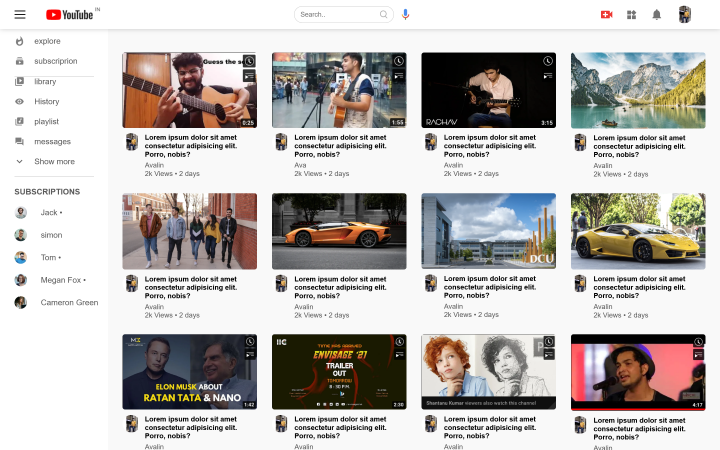 YouTube IN
Search..
explore
subscriprion
library
History
playlist
messages
Show more
SUBSCRIPTIONS
Jack •
simon
Tom •
Megan Fox •
Cameron Green
Guess the so
5:25
Lorem ipsum dolor sit amet
consectetur adipisicing elit.
Porro, nobis?
Avalin
2k Views • 2 days
1:55
Lorem ipsum dolor sit amet
consectetur adipisicing elit.
Porro, nobis?
Ava
2k Views • 2 days
RAGHAV
3:15
Lorem ipsum dolor sit amet
consectetur adipisicing elit.
Porro, nobis?
Avalin
2k Views • 2 days
Lorem ipsum dolor sit amet
consectetur adipisicing elit.
Porro, nobis?
Avalin
2k Views • 2 days
Lorem ipsum dolor sit amet
consectetur adipisicing elit.
Porro, nobis?
Avalin
2k Views • 2 days
Lorem ipsum dolor sit amet
consectetur adipisicing elit.
Porro, nobis?
Avalin
2k Views • 2 days
DCU
Lorem ipsum dolor sit amet
consectetur adipisicing elit.
Porro, nobis?
Avalin
2k Views • 2 days
Lorem ipsum dolor sit amet
consectetur adipisicing elit.
Porro, nobis?
Avalin
2k Views • 2 days
ELON MUSK ABOUT
RATAN TATA & NANO
1:42
Lorem ipsum dolor sit amet
consectetur adipisicing elit.
Porro, nobis?
Avalin
TIME HAS ARRIVED
ENVISAGE '21
TRAILER
OUT
TOMORROW
8:30 P.M.
2:30
Lorem ipsum dolor sit amet
consectetur adipisicing elit.
Porro, nobis?
Avalin
P
Shantanu Kumar viewers also watch this channel
Lorem ipsum dolor sit amet
consectetur adipisicing elit.
Porro, nobis?
Avalin
4:17
Lorem ipsum dolor sit amet
consectetur adipisicing elit.
Porro, nobis?
Avalin